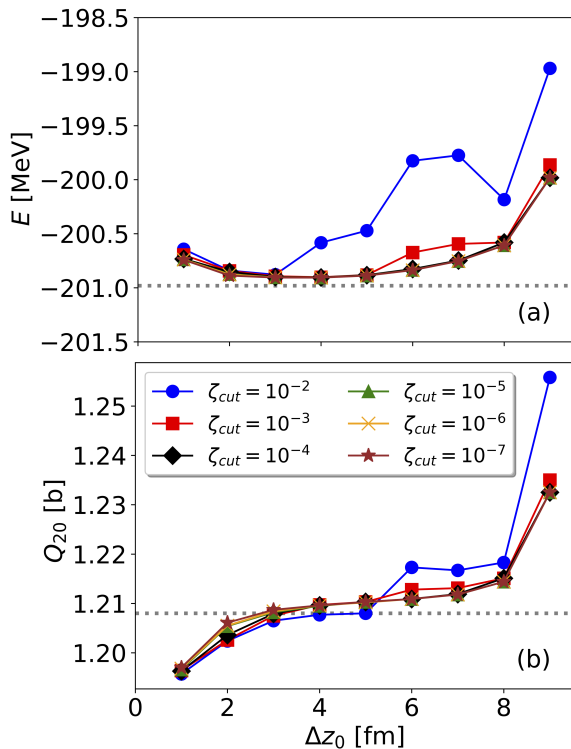 −198.5
−199.0
−199.5
−200.0
−200.5
−201.0
−201.5
E [MeV]
(a)
ζcut = 10−2
ζcut = 10−3
ζcut = 10−4
ζcut = 10−5
ζcut = 10−6
ζcut = 10−7
1.25
1.24
1.23
1.22
1.21
1.20
Q20 [b]
(b)
0 2 4 6 8
Δz0 [fm]